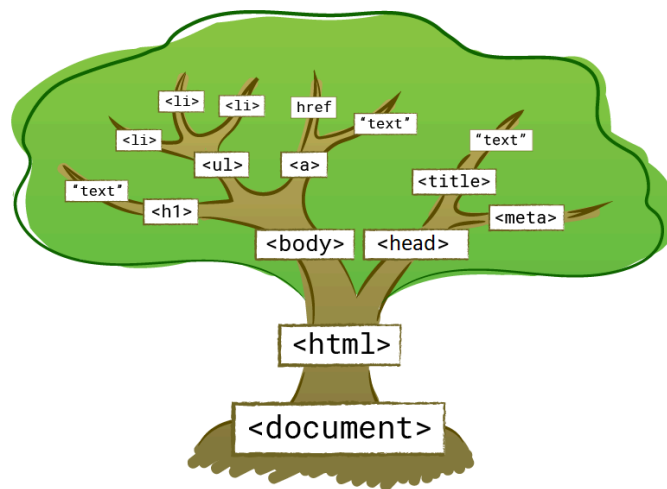 <li>
<li>
href
“text”
<li>
“text”
<ul>
<a>
<title>
“text”
<h1>
<meta>
<body>
<head>
<html>
<document>